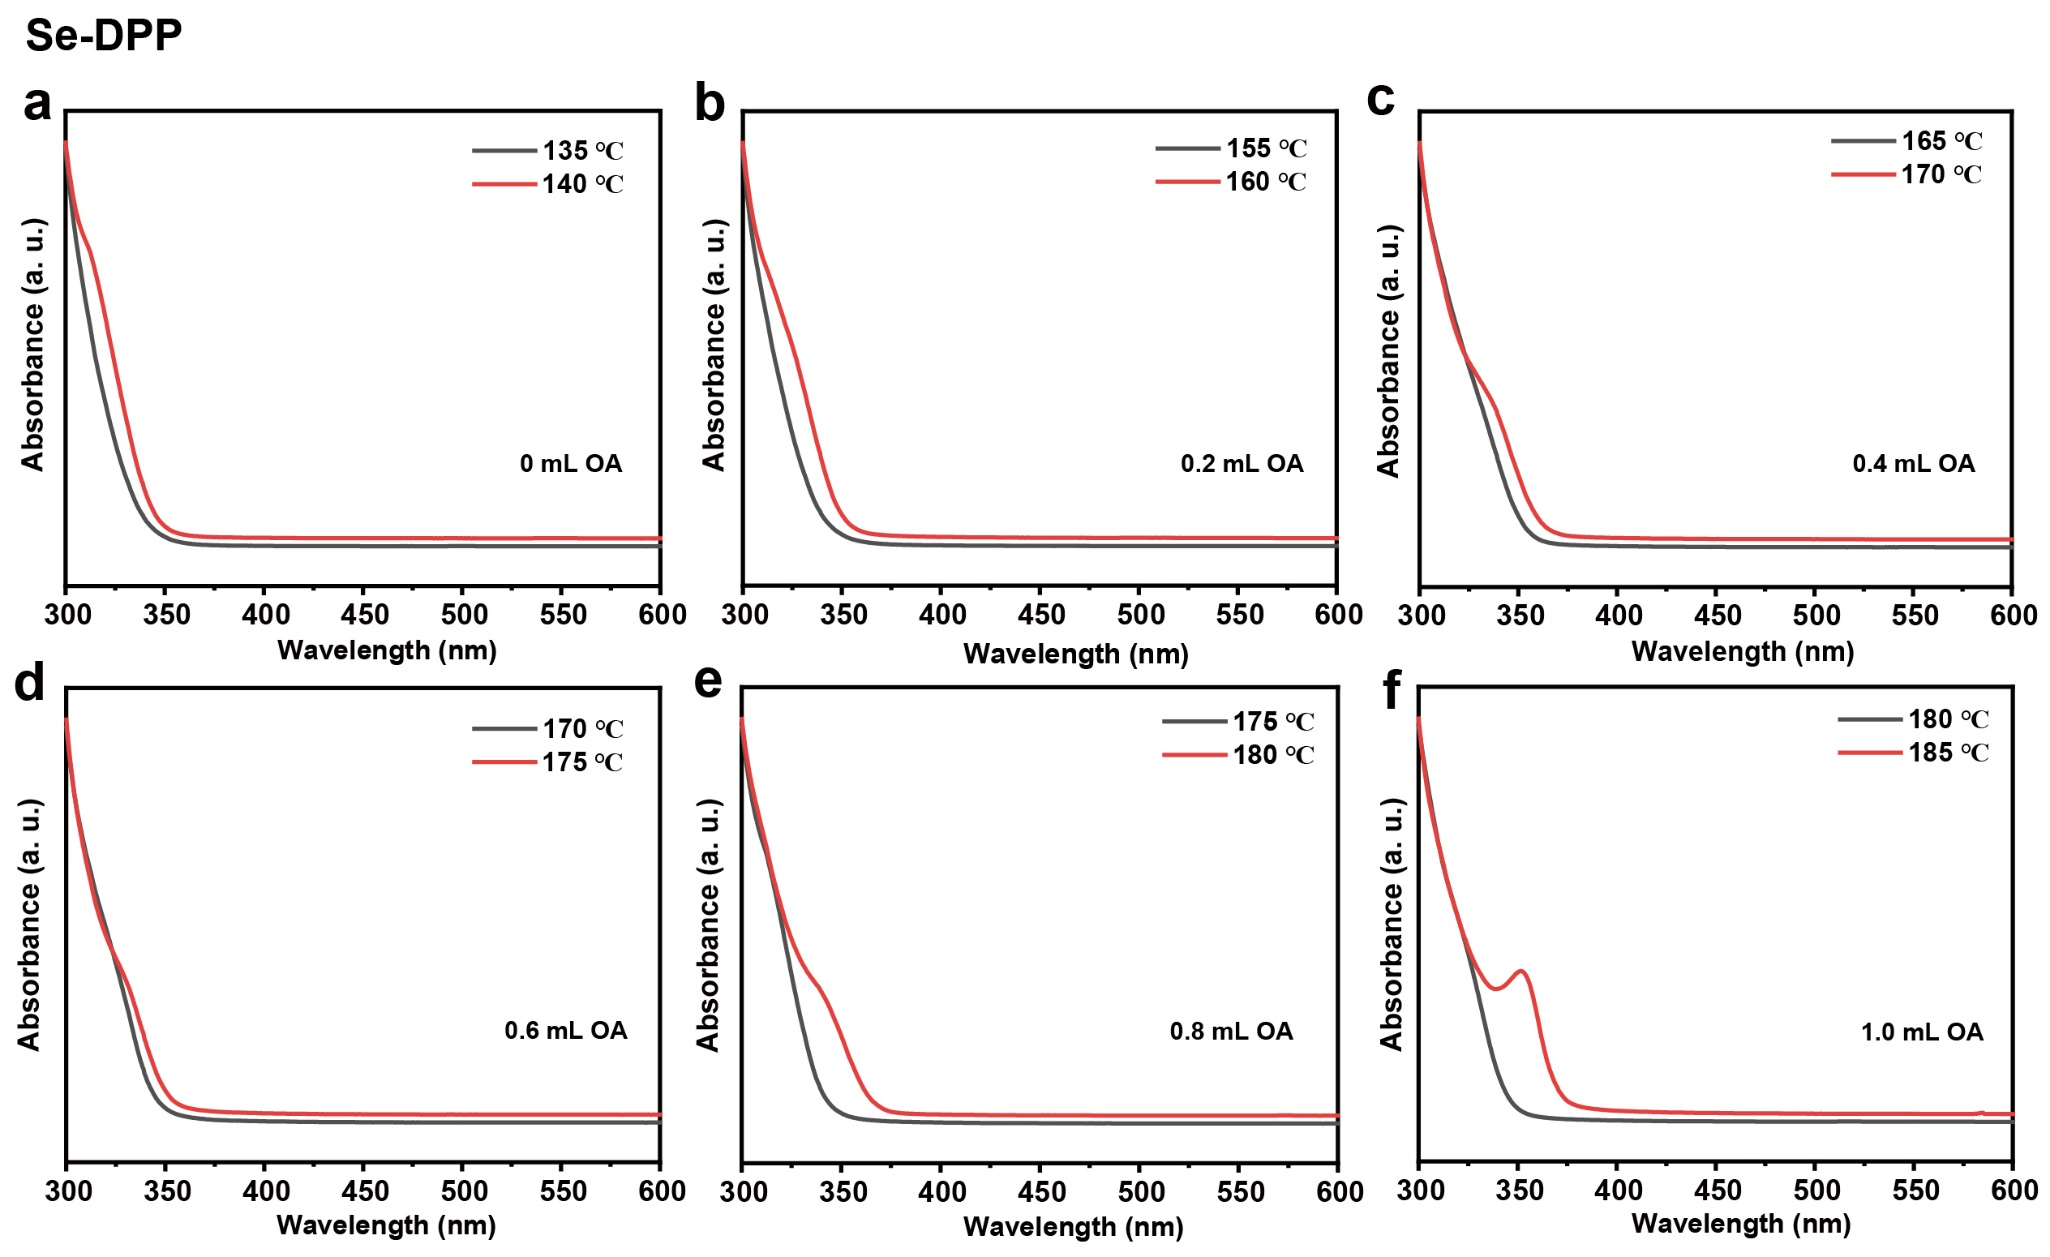 Se-DPP
a
135 ℃
140 ℃
0 mL OA
Absorbance (a. u.)
300 350 400 450 500 550 600
Wavelength (nm)
b
155 ℃
160 ℃
0.2 mL OA
Absorbance (a. u.)
300 350 400 450 500 550 600
Wavelength (nm)
c
165 ℃
170 ℃
0.4 mL OA
Absorbance (a. u.)
300 350 400 450 500 550 600
Wavelength (nm)
d
170 ℃
175 ℃
0.6 mL OA
Absorbance (a. u.)
300 350 400 450 500 550 600
Wavelength (nm)
e
175 ℃
180 ℃
0.8 mL OA
Absorbance (a. u.)
300 350 400 450 500 550 600
Wavelength (nm)
f
180 ℃
185 ℃
1.0 mL OA
Absorbance (a. u.)
300 350 400 450 500 550 600
Wavelength (nm)